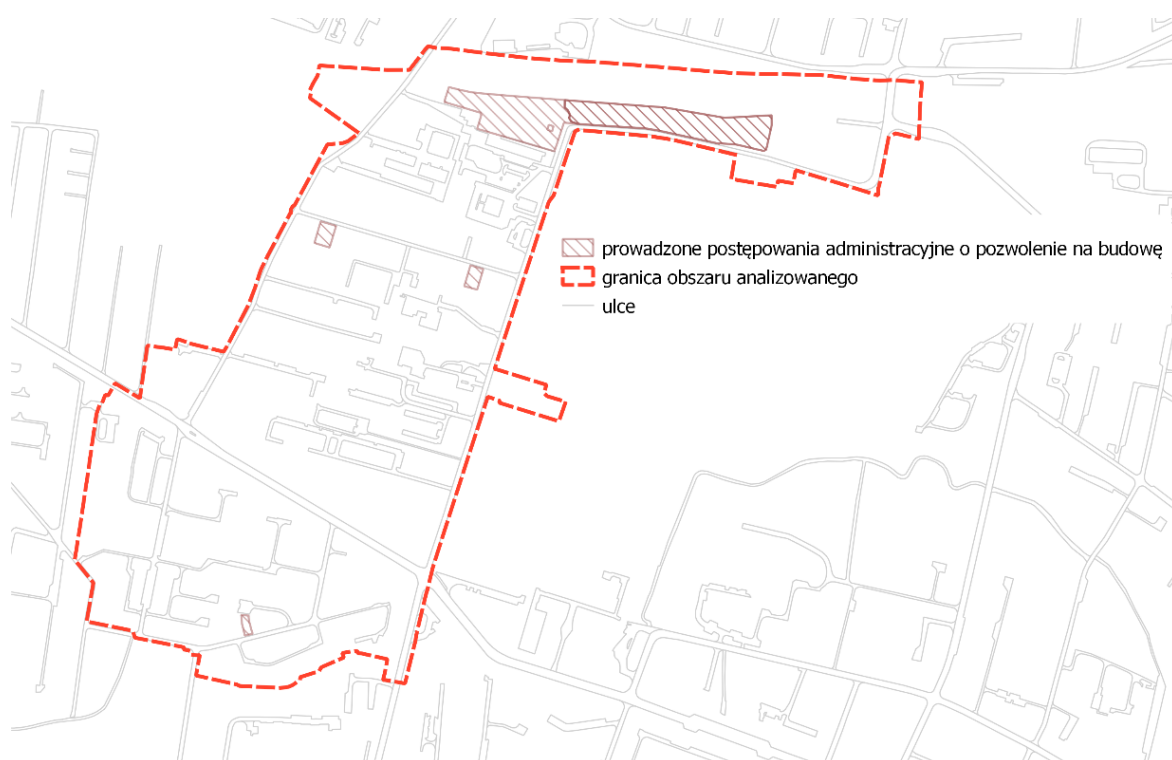 prowadzone postępowania administracyjne o pozwolenie na budowę
granica obszaru analizowanego
ulce